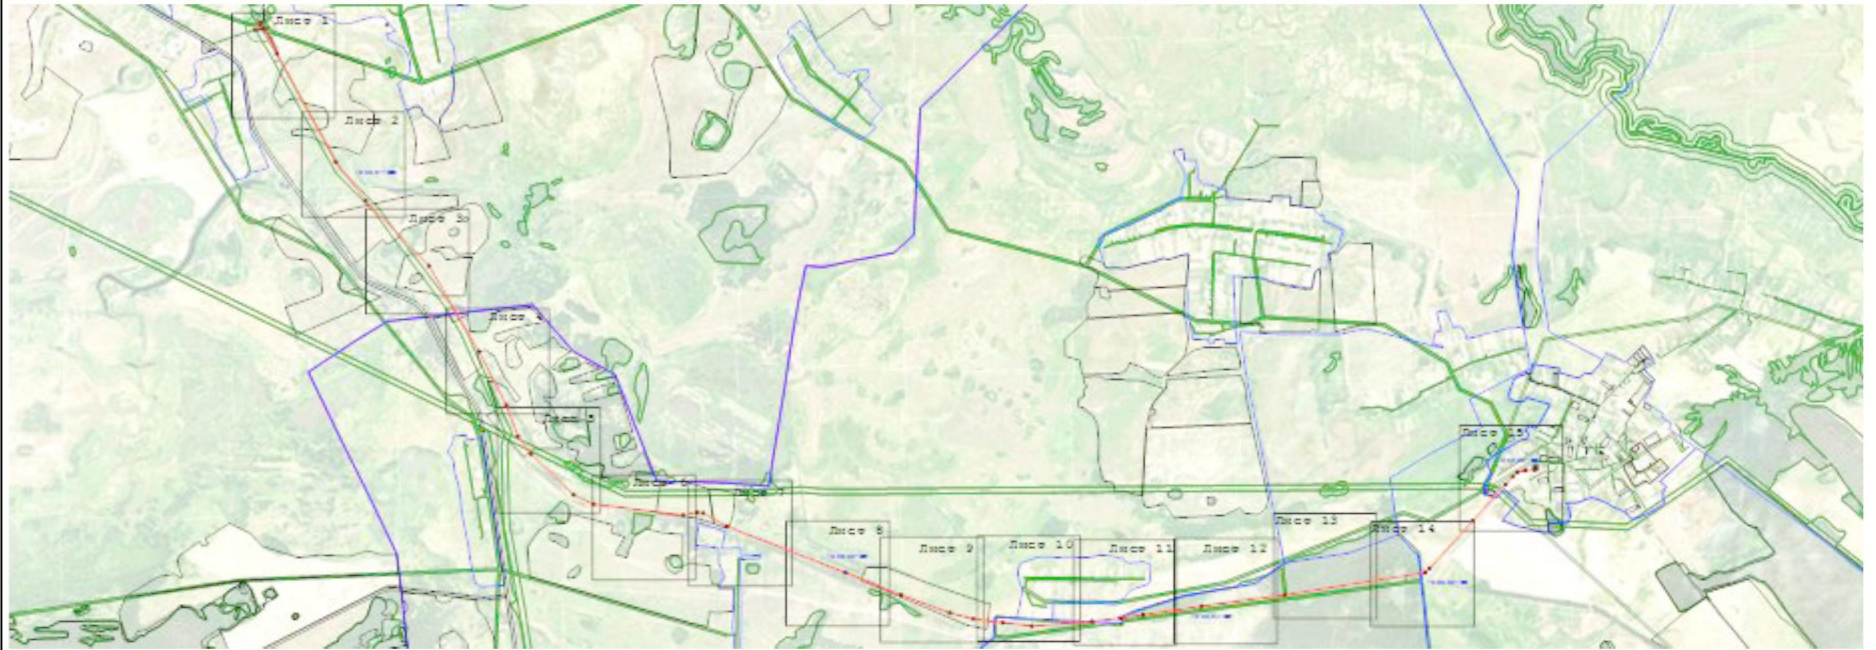 Лист 1
Лист 2
Лист 3
Лист 4
Лист 5
Лист 6
Лист 7
Лист 8
Лист 9
Лист 10
Лист 11
Лист 12
Лист 13
Лист 14
Лист 15